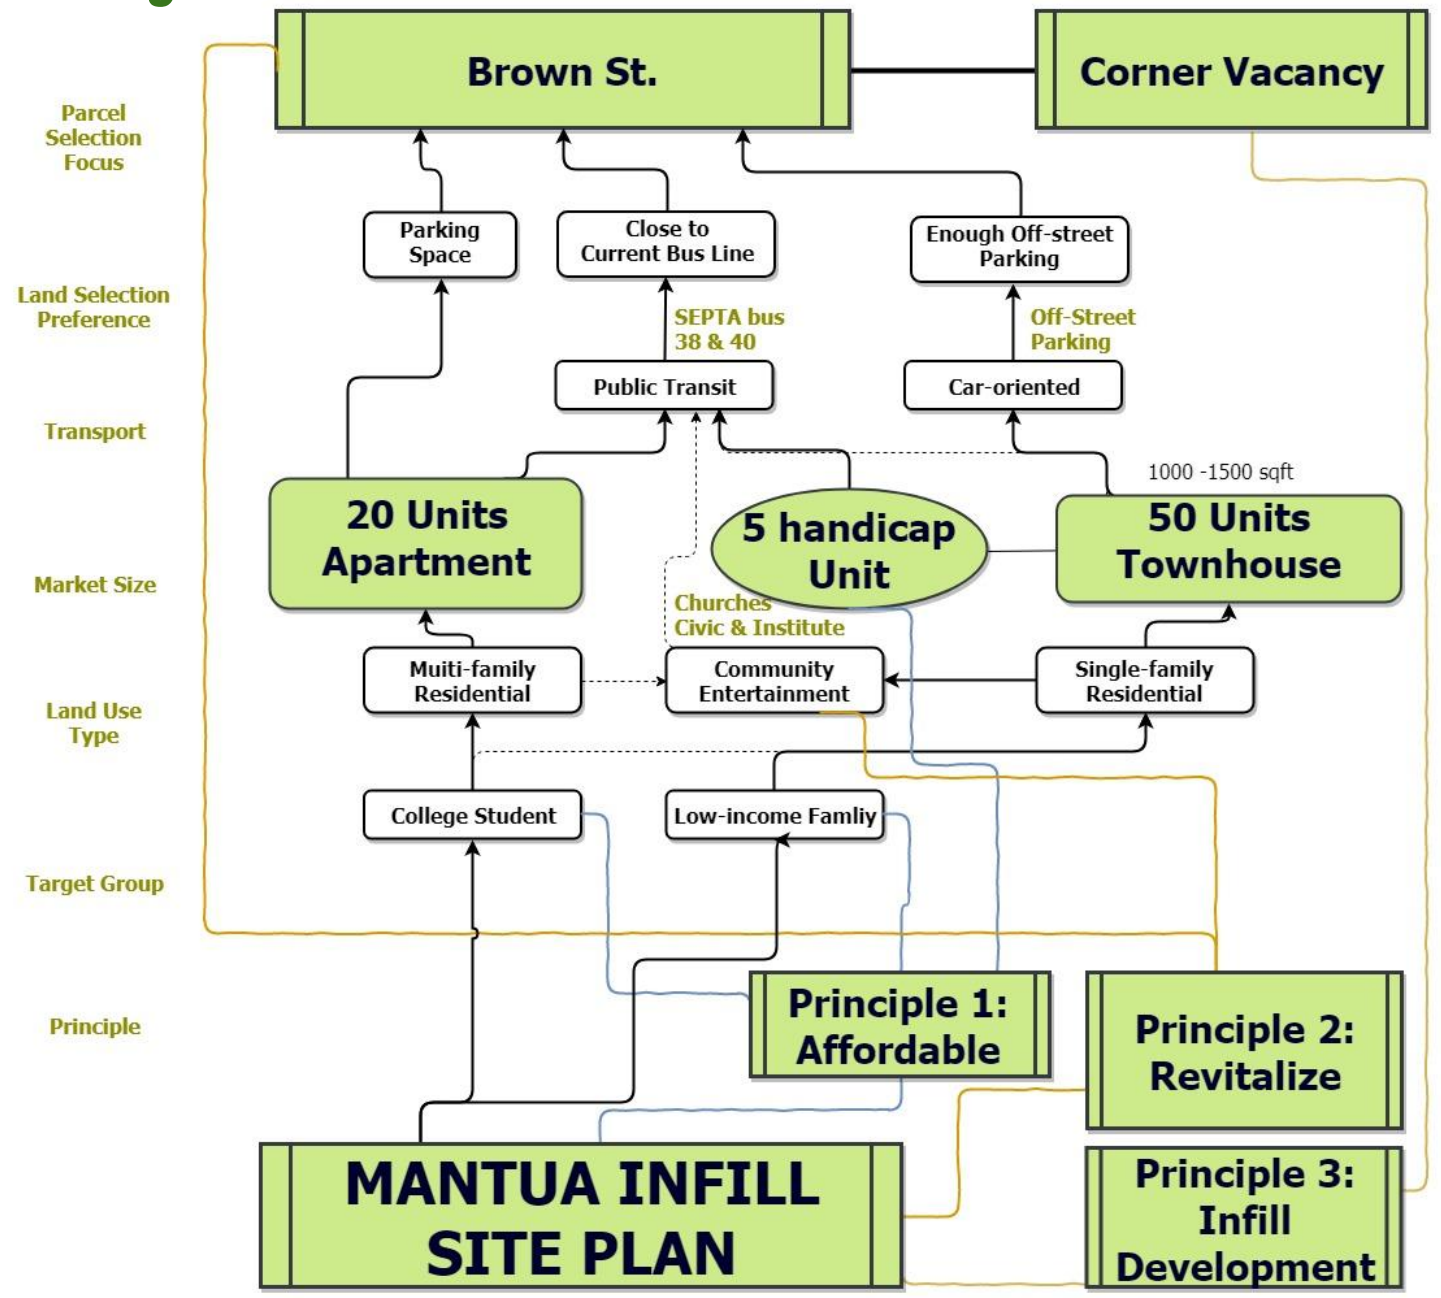 Brown St.
Corner Vacancy
Parcel
Selection
Focus
Parking
Space
Close to
Current Bus Line
Enough Off-street
Parking
Land Selection
Preference
SEPTA bus
38 & 40
Off-Street
Parking
Public Transit
Car-oriented
Transport
1000 -1500 sqft
20 Units
Apartment
5 handicap
Unit
50 Units
Townhouse
Market Size
Churches
Civic & Institute
Muiti-family
Residential
Community
Entertainment
Single-family
Residential
Land Use
Type
College Student
Low-income Famliy
Target Group
Principle
Principle 1:
Affordable
Principle 2:
Revitalize
MANTUA INFILL
SITE PLAN
Principle 3:
Infill
Development